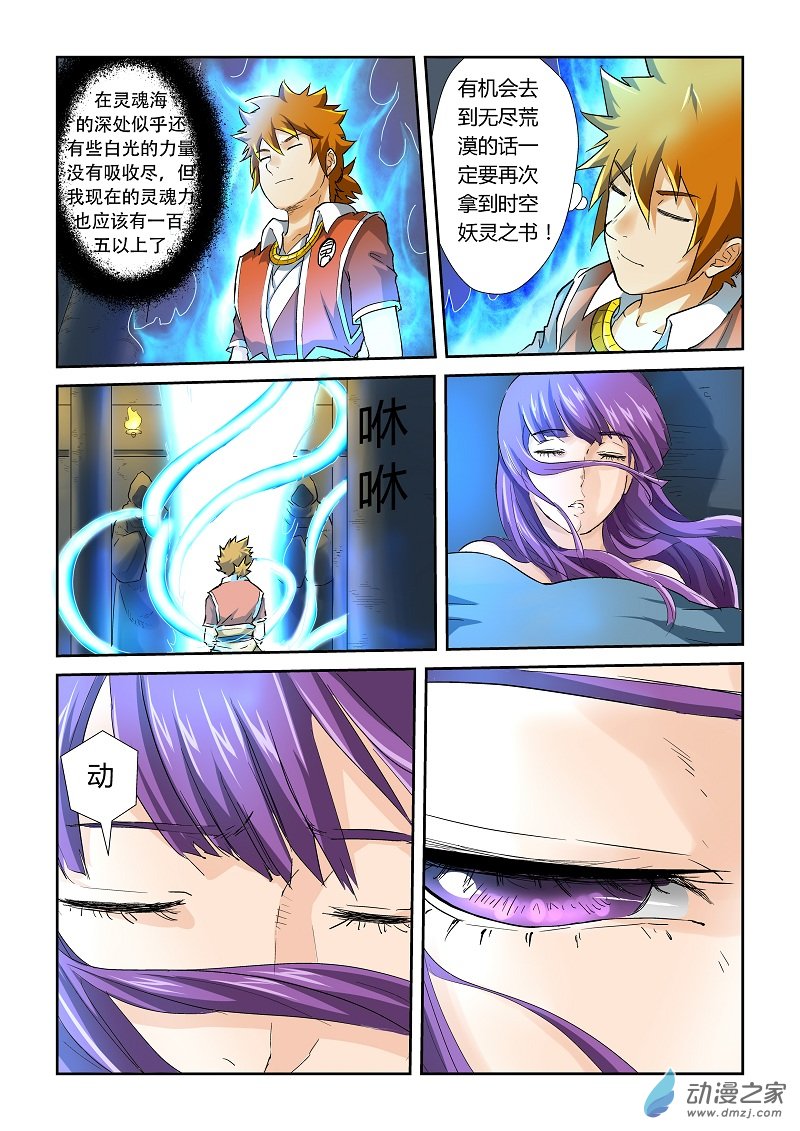 在灵魂海
的深处似乎还
有些白光的力量
没有吸收尽，但
我现在的灵魂力
也应该有一百
五以上了
有机会去
到无尽荒
漠的话一
定要再次
拿到时空
妖灵之书！
咻
咻
动
动漫之家
www.dmzj.com